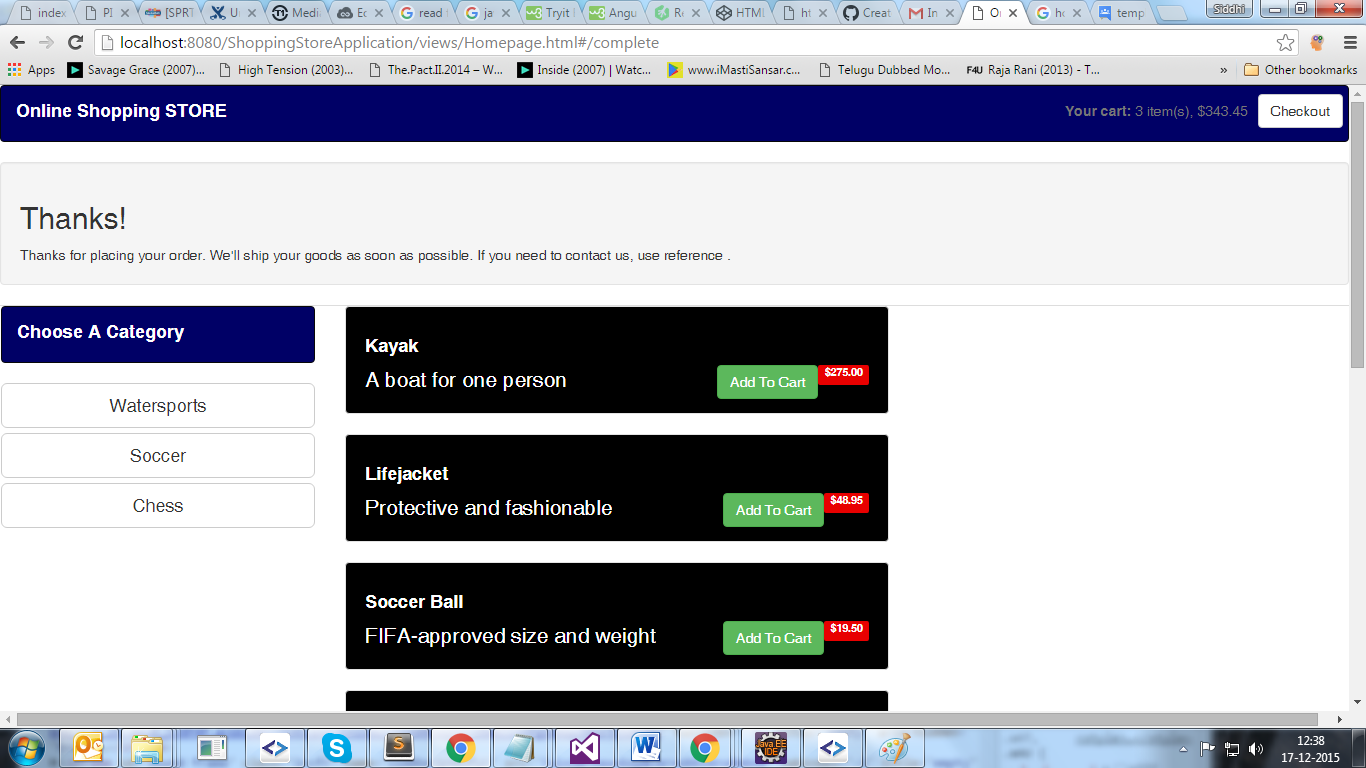 index
PI
[SPRT
Ur
Medi
Ec
read
ja
Tryit
Angu
Re
HTML
ht
Creat
In
O
ho
temp
Siddhi
localhost:8080/ShoppingStoreApplication/views/Homepage.html#/complete
Apps
Savage Grace (2007)...
High Tension (2003)...
The.Pact.II.2014 – W...
Inside (2007) | Watc...
www.iMastiSansar.c...
Telugu Dubbed Mo...
F4U Raja Rani (2013) - T...
» Other bookmarks
Online Shopping STORE
Your cart: 3 item(s), $343.45 Checkout
Thanks!
Thanks for placing your order. We'll ship your goods as soon as possible. If you need to contact us, use reference .
Choose A Category
Watersports
Soccer
Chess
Kayak
A boat for one person
Add To Cart $275.00
Lifejacket
Protective and fashionable
Add To Cart $48.95
Soccer Ball
FIFA-approved size and weight
Add To Cart $19.50
Java EE
IDE
12:38
17-12-2015